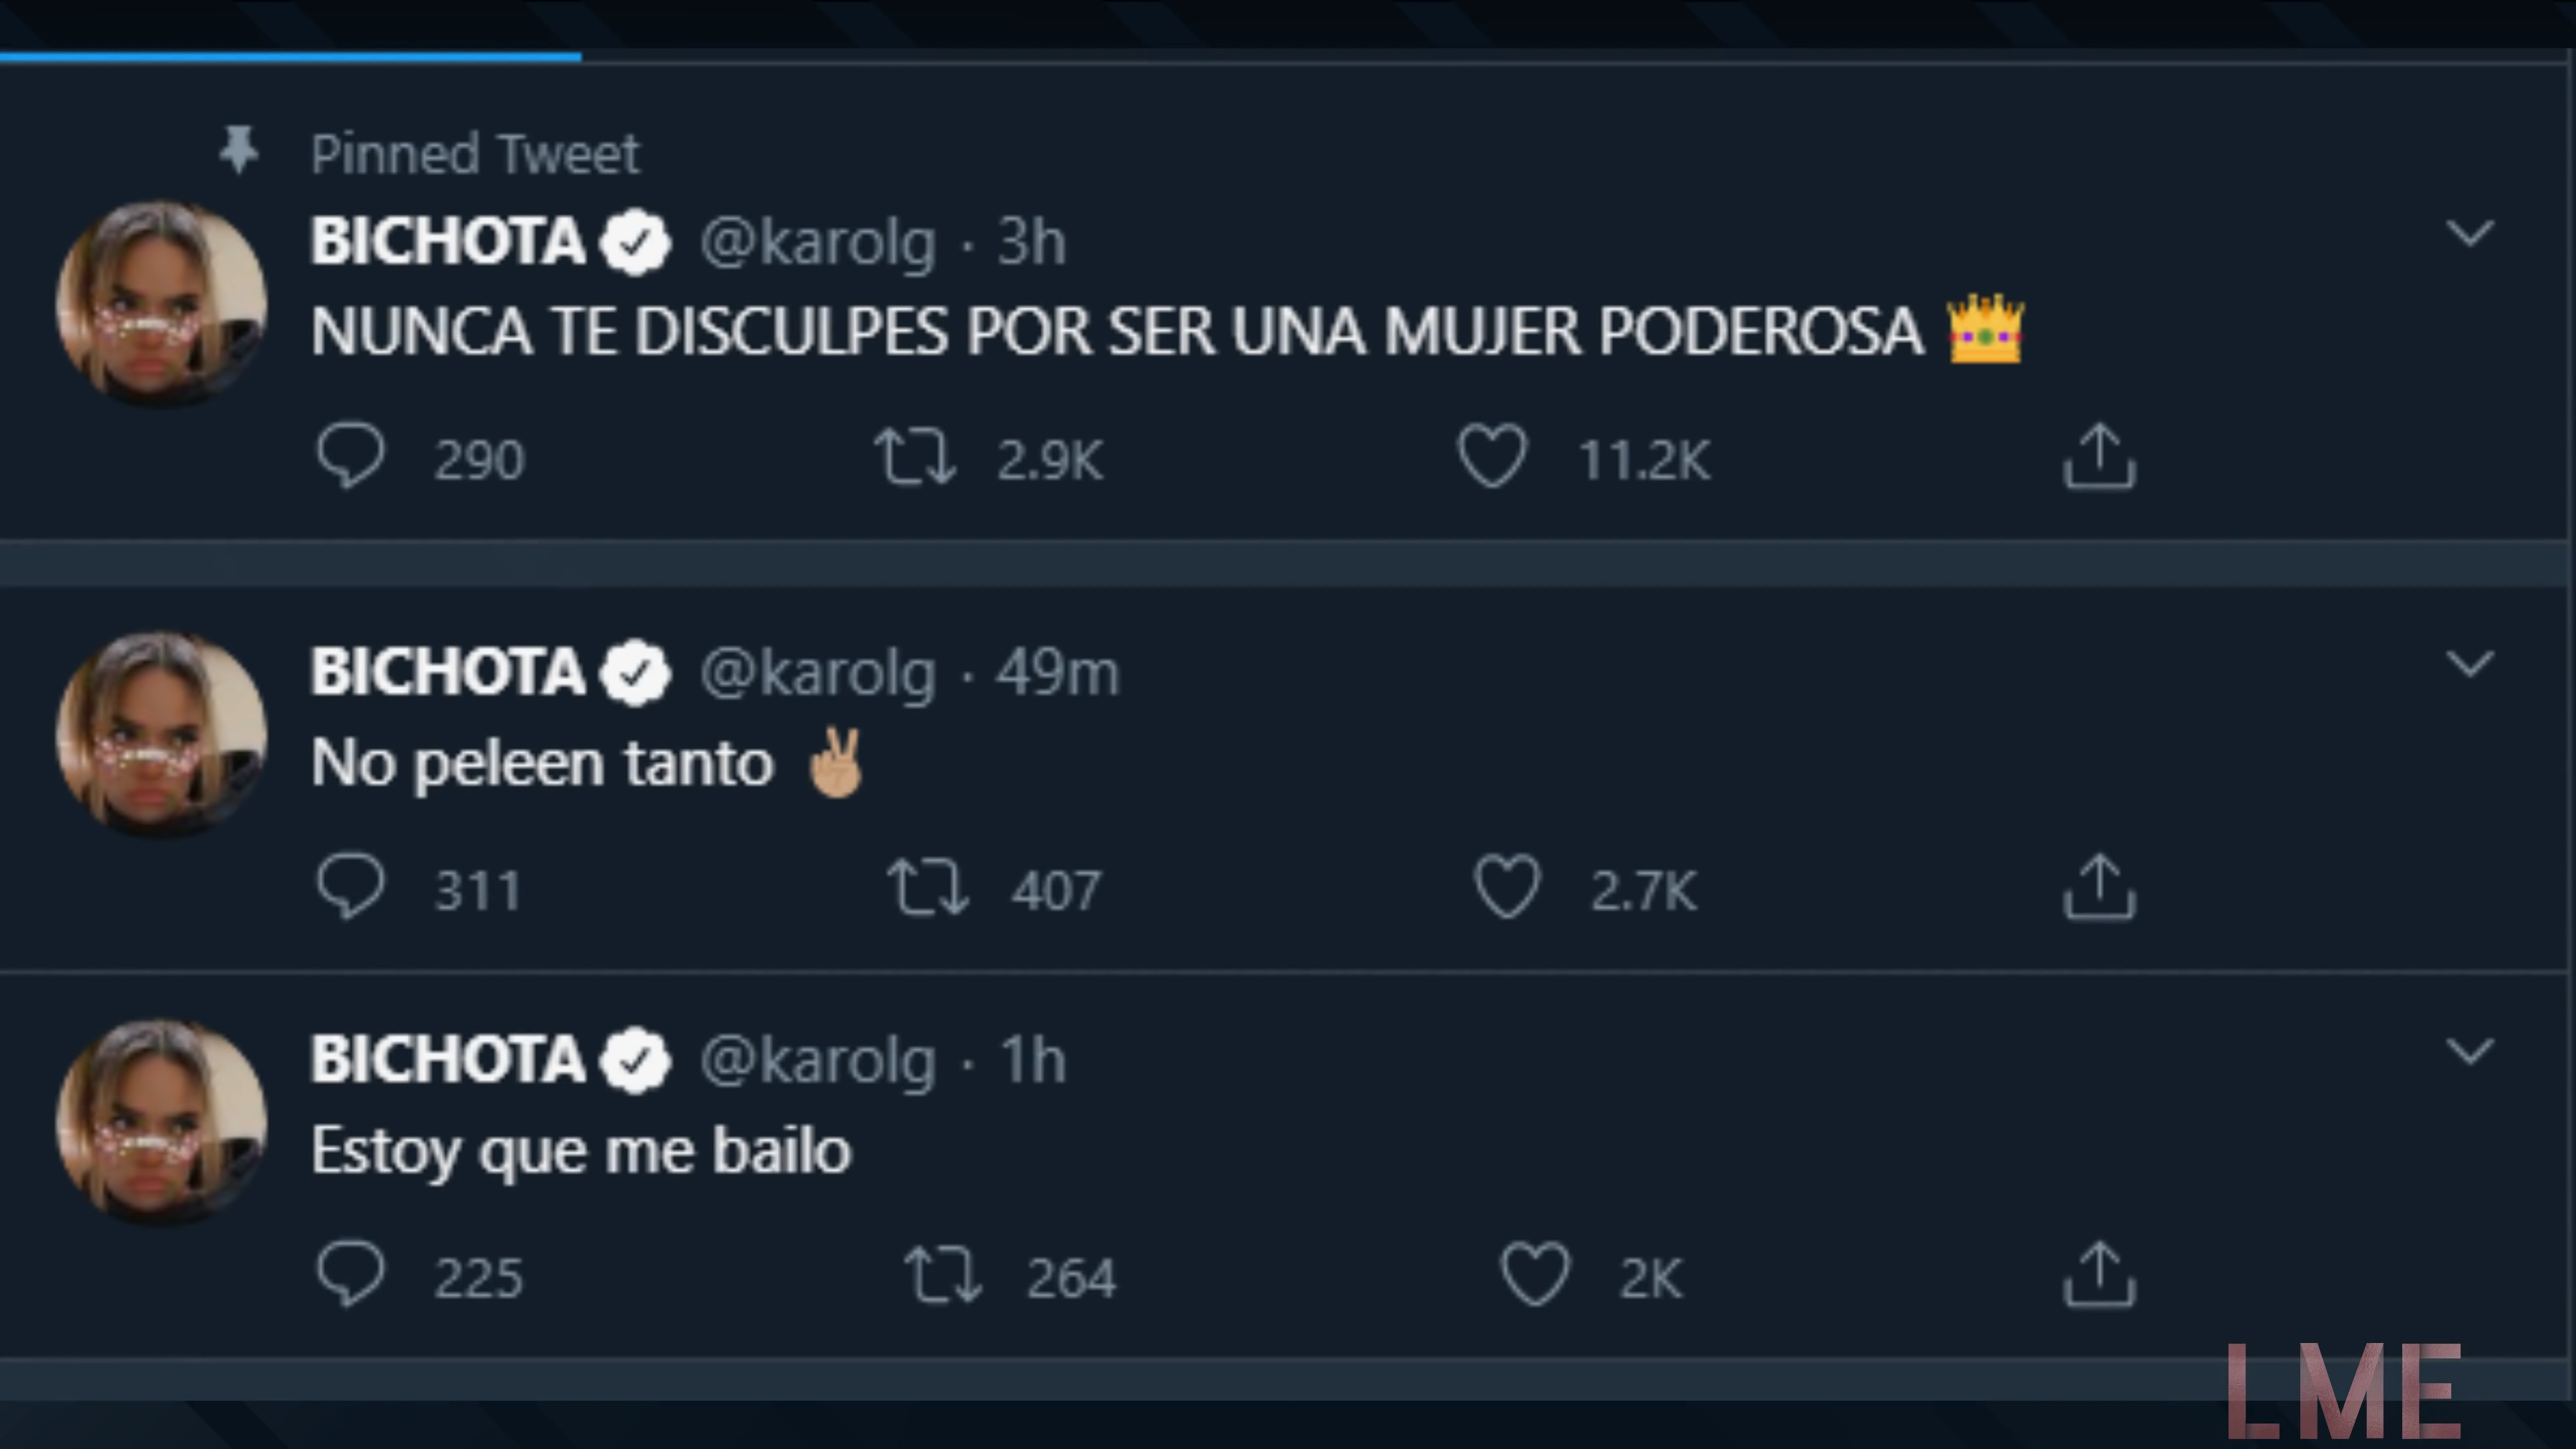 Pinned Tweet
BICHOTA @karolg · 3h
NUNCA TE DISCULPES POR SER UNA MUJER PODEROSA 👑
290 2.9K 11.2K
BICHOTA @karolg · 49m
No peleen tanto ✌🏼
311 407 2.7K
BICHOTA @karolg · 1h
Estoy que me bailo
225 264 2K
LME